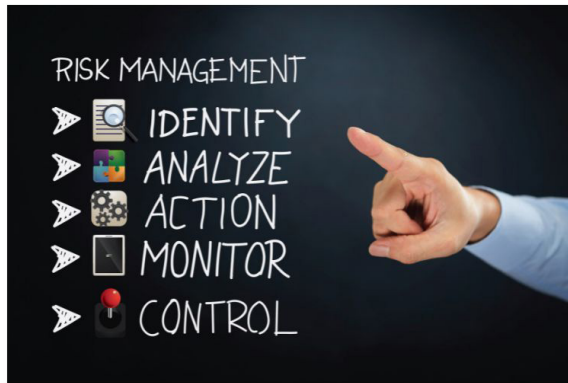 RISK MANAGEMENT
IDENTIFY
ANALYZE
ACTION
MONITOR
CONTROL